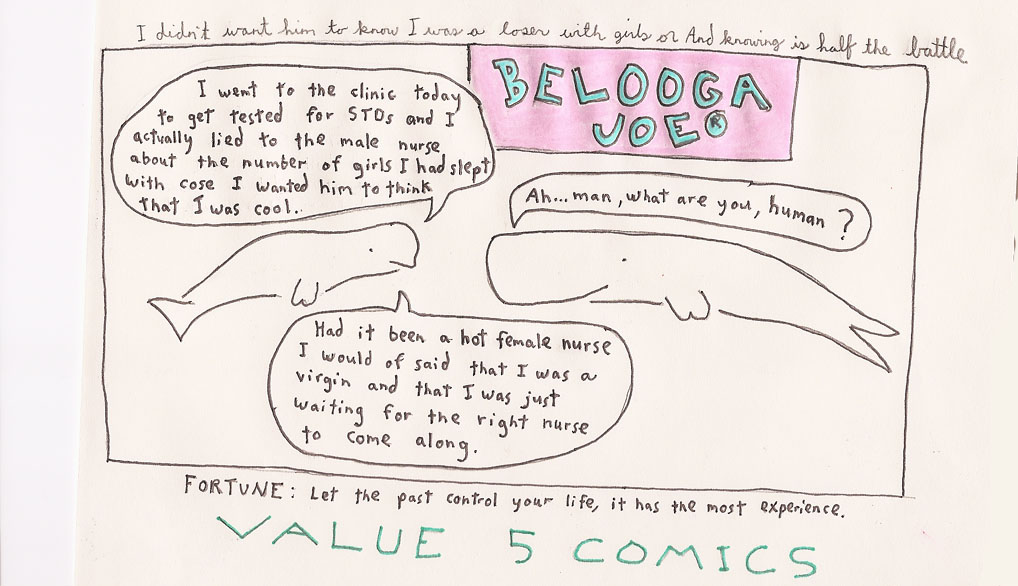 I didn't want him to know I was a loser with girls or And knowing is half the battle
BELOOGA
JOE®
I went to the clinic today
to get tested for STDs and I
actually lied to the male nurse
about the number of girls I had slept
with cose I wanted him to think
that I was cool..
Ah...man, what are you, human?
Had it been a hot female nurse
I would of said that I was a
virgin and that I was just
waiting for the right nurse
to come along.
FORTUNE: Let the past control your life, it has the most experience.
VALUE 5 COMICS